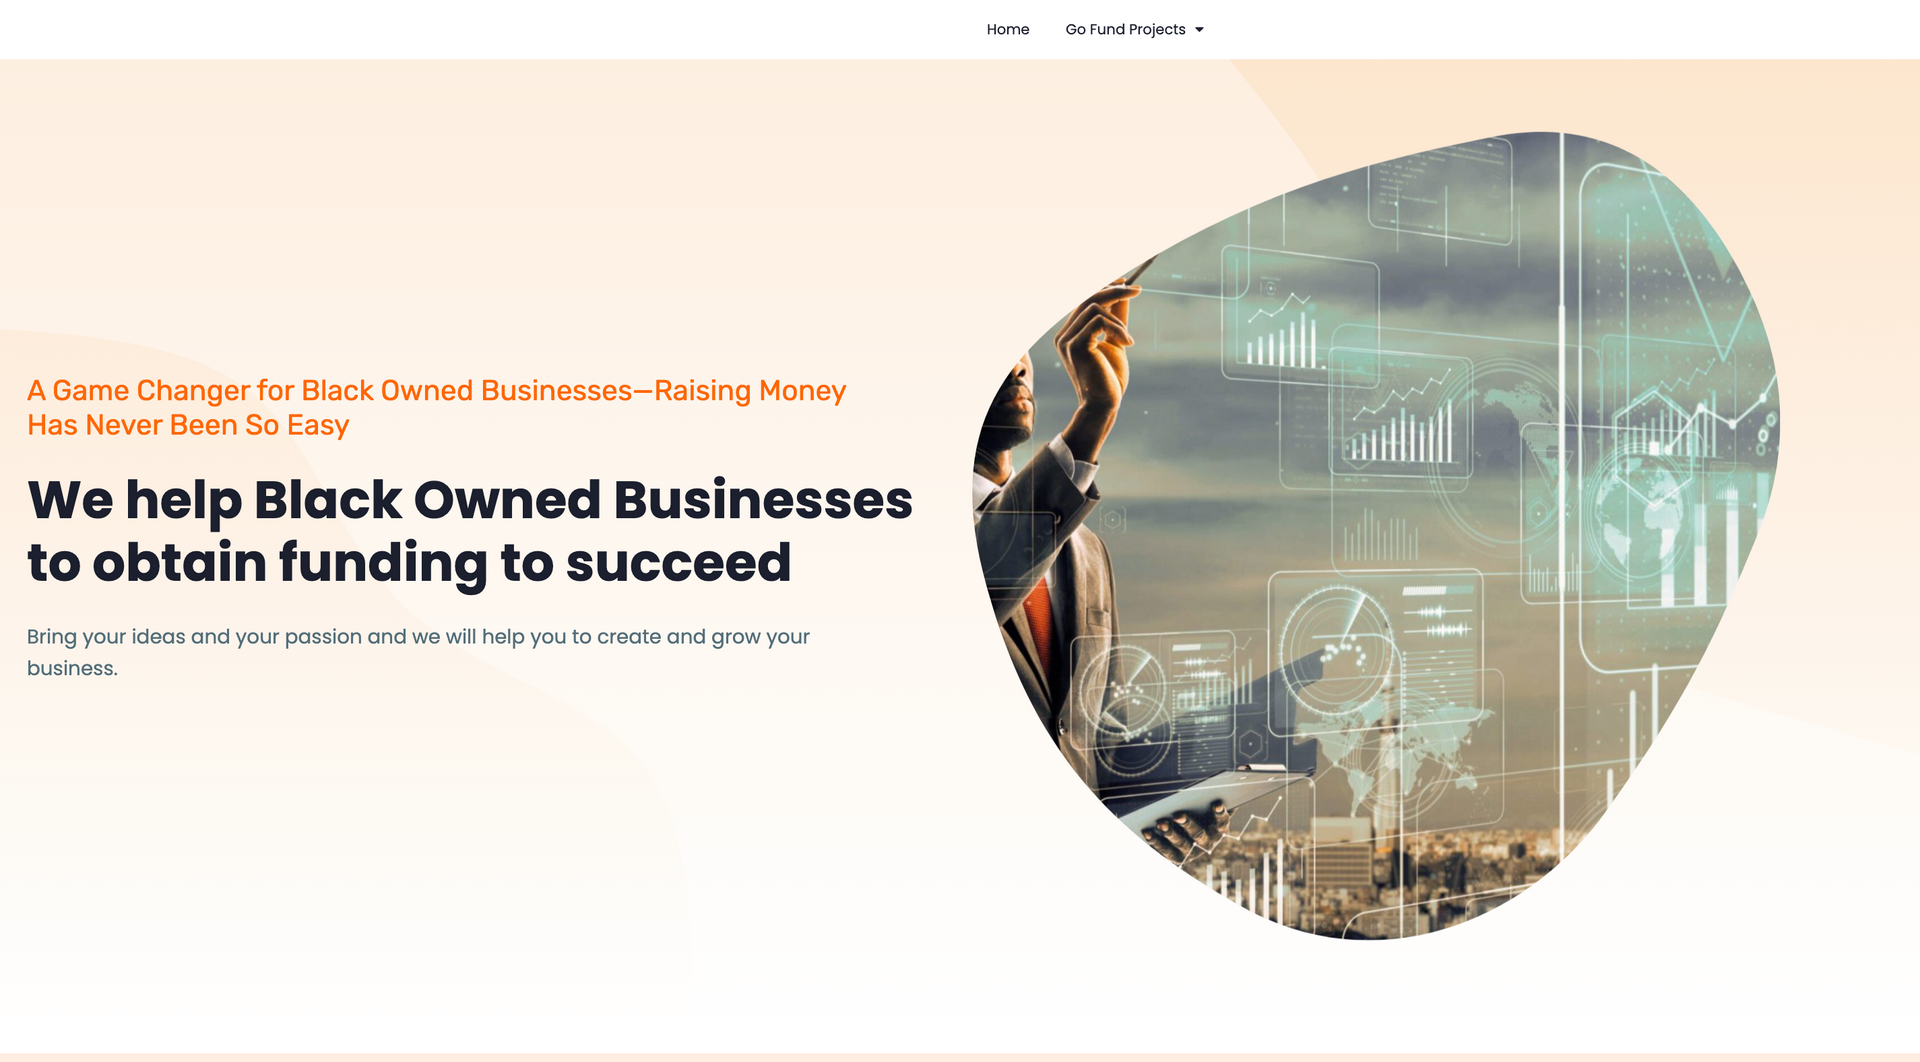 Home Go Fund Projects
A Game Changer for Black Owned Businesses—Raising Money
Has Never Been So Easy
We help Black Owned Businesses
to obtain funding to succeed
Bring your ideas and your passion and we will help you to create and grow your
business.